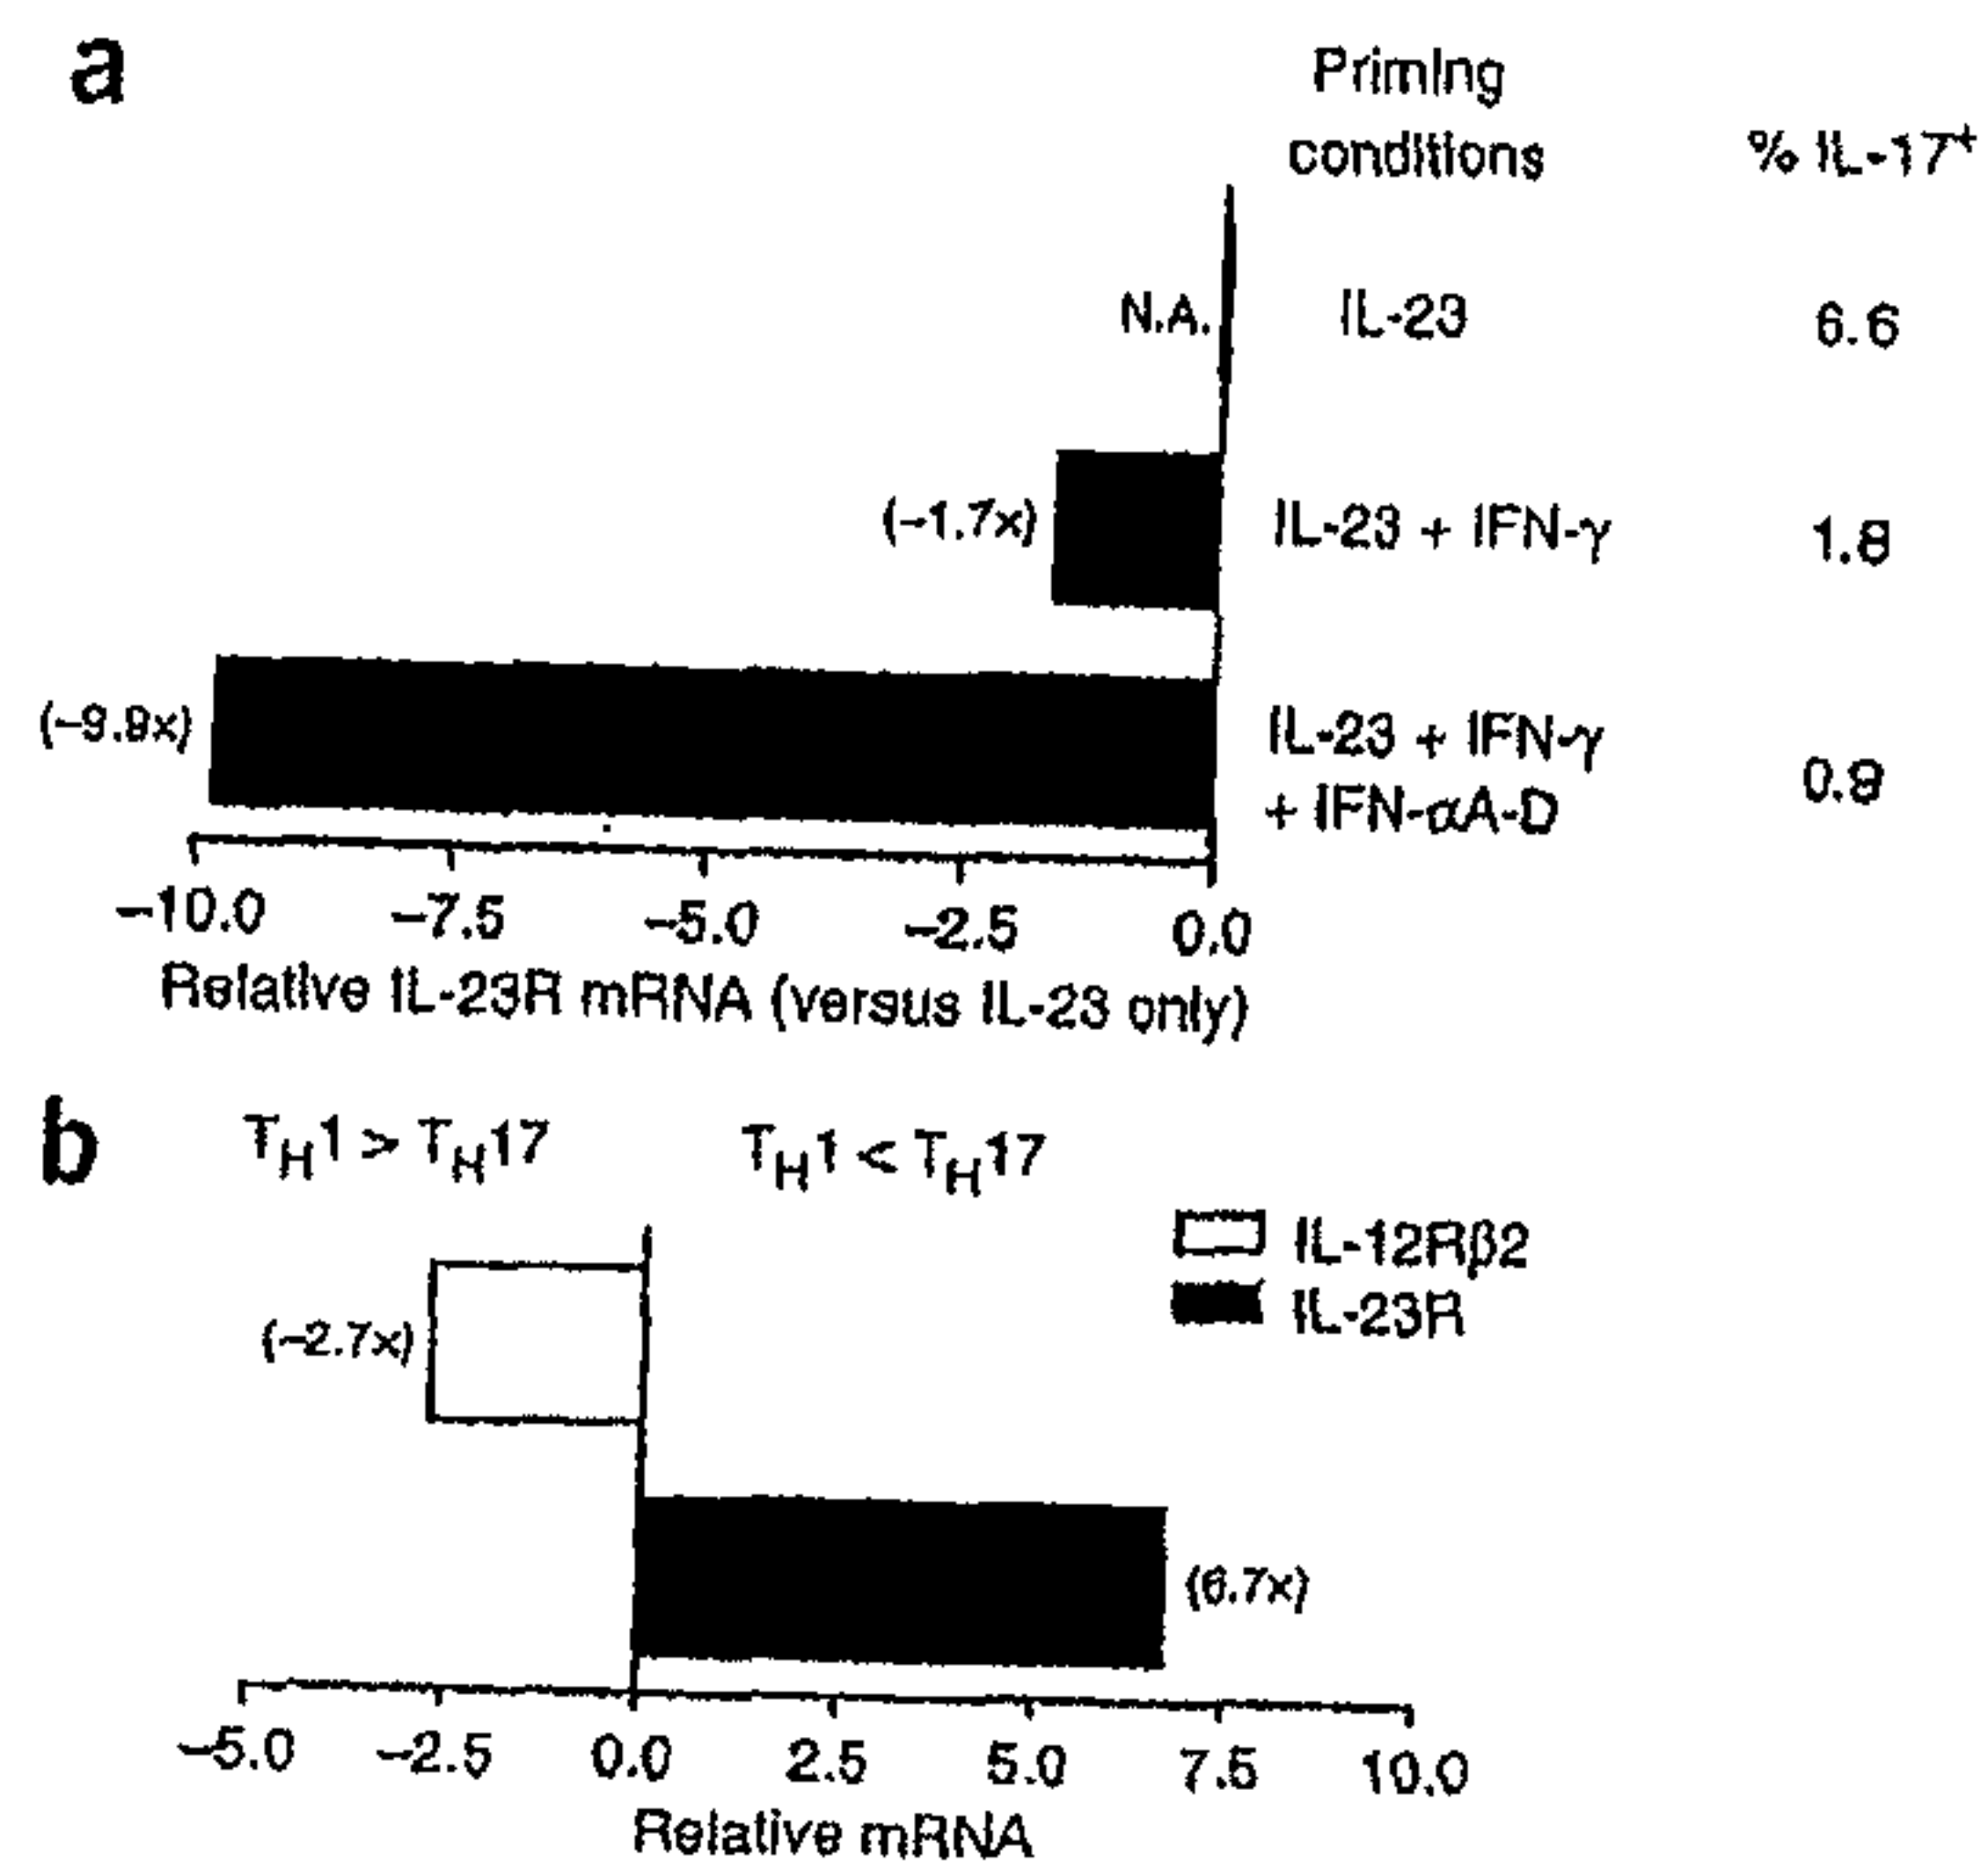 a
Priming
conditions
% IL-17+
N.A.
IL-23
6.6
(–1.7x)
IL-23 + IFN-γ
1.8
(–9.9x)
IL-23 + IFN-γ
+ IFN-αA-D
0.9
–10.0 –7.5 –5.0 –2.5 0.0
Relative IL-23R mRNA (versus IL-23 only)
b
TH1 > TH17 TH1 < TH17
IL-12Rβ2
IL-23R
(–2.7x)
(6.7x)
–5.0 –2.5 0.0 2.5 5.0 7.5 10.0
Relative mRNA